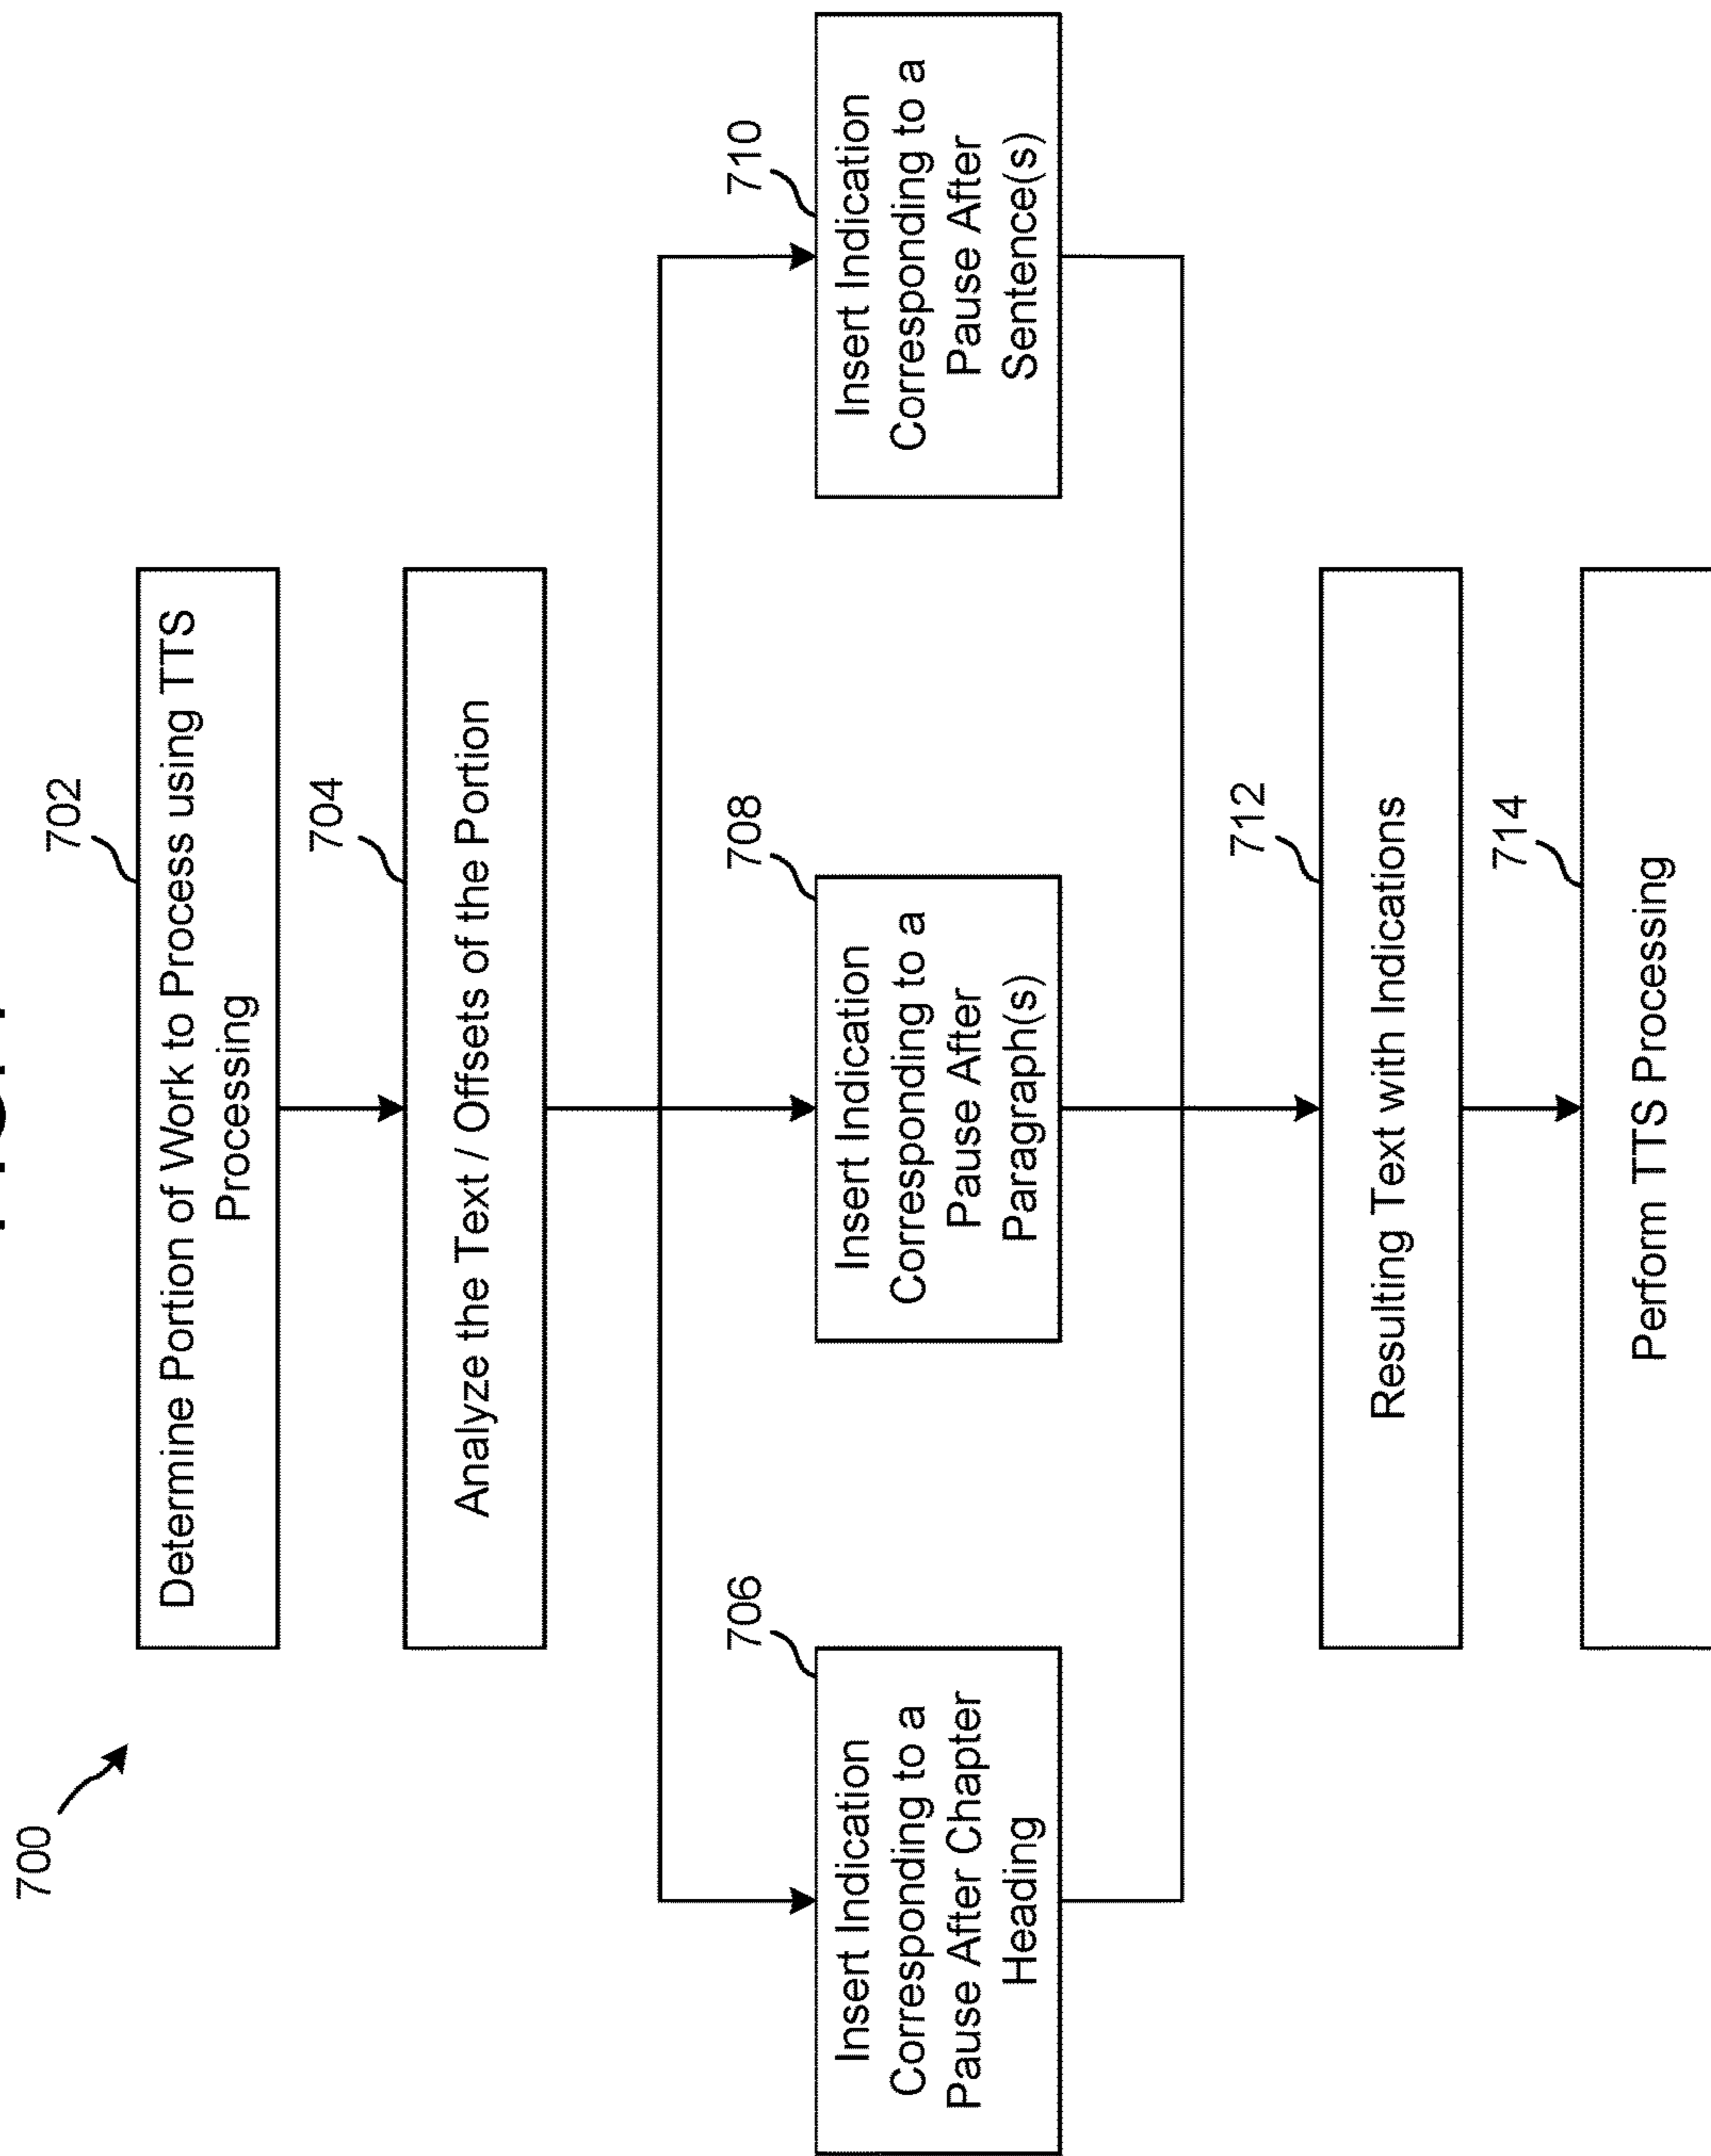 700
702
Determine Portion of Work to Process using TTS
Processing
704
Analyze the Text / Offsets of the Portion
706
Insert Indication
Corresponding to a
Pause After Chapter
Heading
708
Insert Indication
Corresponding to a
Pause After
Paragraph(s)
710
Insert Indication
Corresponding to a
Pause After
Sentence(s)
712
Resulting Text with Indications
714
Perform TTS Processing